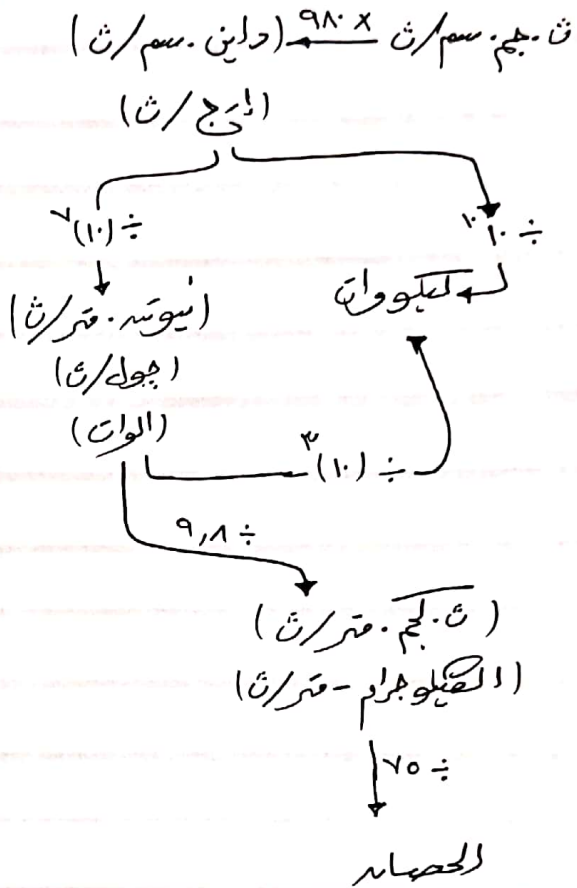 ث.جم.سم/ث ×٩٨٠ (داين.سم/ث)
(إرج/ث)
÷ ١٠^١٠
÷ (١٠)^٧
كيلووات
(نيوتن.متر/ث)
(جول/ث)
(الوات)
÷ (١٠)^٣
÷ ٩,٨
(ث.كجم.متر/ث)
(الكيلوجرام-متر/ث)
÷ ٧٥
الحصان